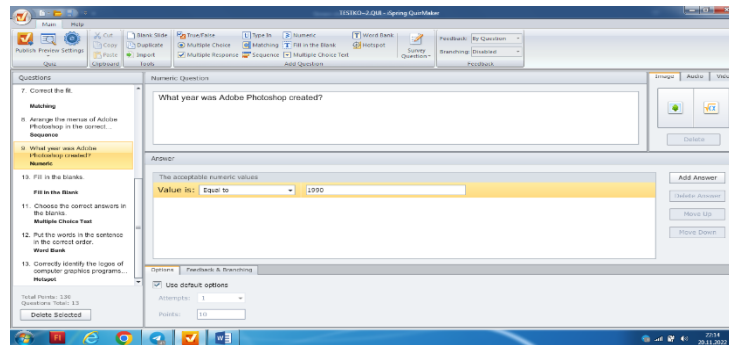 TESTKO~2.QUI - iSpring QuizMaker
Main Help
Publish Preview Settings
Quiz
Cut
Copy
Paste
Clipboard
Blank Slide
Duplicate
Import
Tools
True/False Type In Numeric Word Bank
Multiple Choice Matching Fill in the Blank Hotspot
Multiple Response Sequence Multiple Choice Text
Survey Question
Add Question
Feedback: By Question
Branching: Disabled
Feedback
Questions
7. Correct the fit.
Matching
8. Arrange the menus of Adobe
Photoshop in the correct...
Sequence
9. What year was Adobe
Photoshop created?
Numeric
10. Fill in the blanks.
Fill in the Blank
11. Choose the correct answers in
the blanks.
Multiple Choice Text
12. Put the words in the sentence
in the correct order.
Word Bank
13. Correctly identify the logos of
computer graphics programs...
Hotspot
Total Points: 130
Questions Total: 13
Delete Selected
Numeric Question
What year was Adobe Photoshop created?
Image Audio Vide
Delete
Answer
The acceptable numeric values
Value is: Equal to 1990
Add Answer
Delete Answer
Move Up
Move Down
Options Feedback & Branching
Use default options
Attempts: 1
Points: 10
22:14
20.11.2022